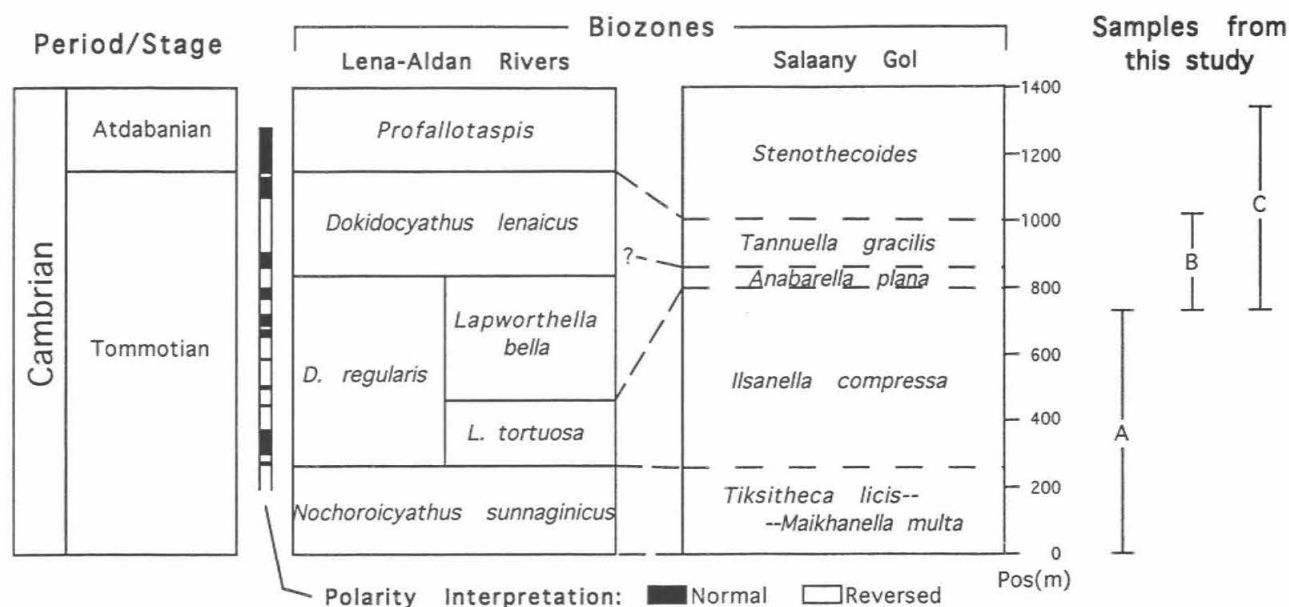 Period/Stage
Biozones
Samples from
this study
Lena-Aldan Rivers
Salaany Gol
Cambrian
Atdabanian
Tommotian
Profallotaspis
Dokidocyathus lenaicus
D. regularis
Lapworthella
bella
L. tortuosa
Nochoroicyathus sunnaginicus
?
Stenothecoides
Tannuella gracilis
Anabarella plana
Ilsanella compressa
Tiksitheca licis--
--Maikhanella multa
1400
1200
1000
800
600
400
200
0
Pos(m)
A
B
C
Polarity Interpretation: Normal Reversed